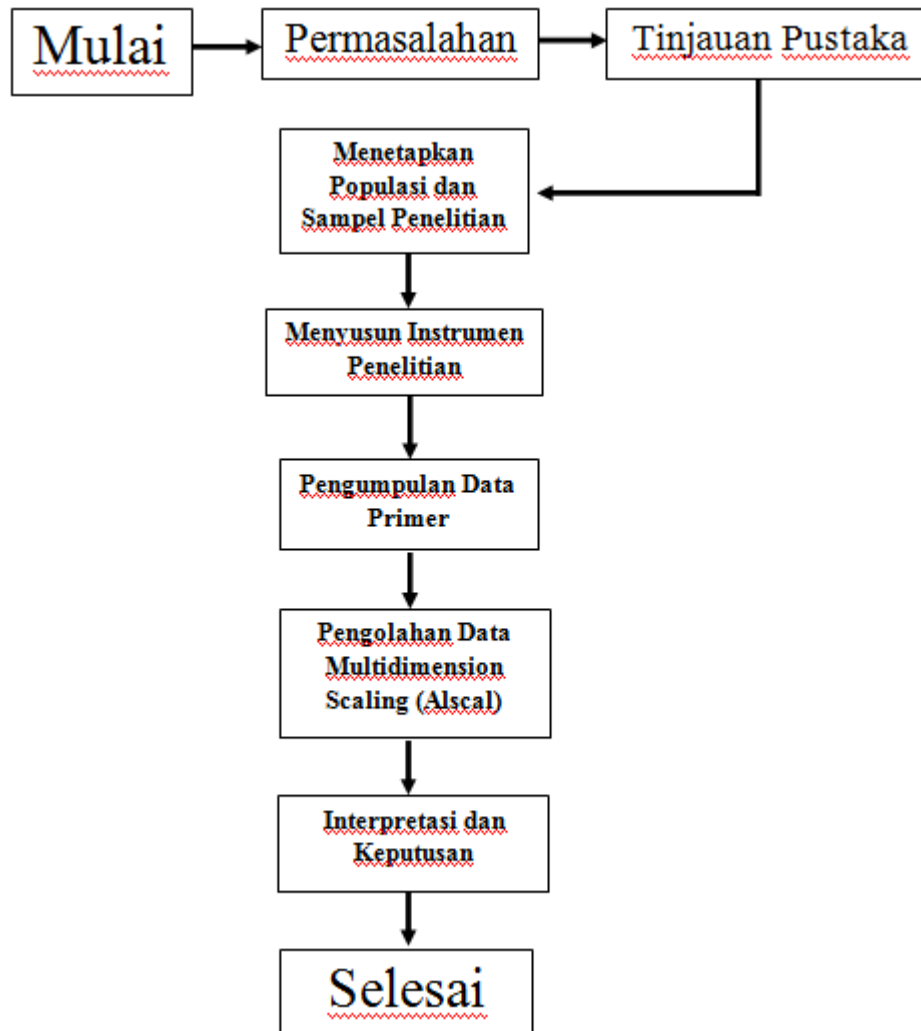 Mulai
Permasalahan
Tinjauan Pustaka
Menetapkan
Populasi dan
Sampel Penelitian
Menyusun Instrumen
Penelitian
Pengumpulan Data
Primer
Pengolahan Data
Multidimension
Scaling (Alscal)
Interpretasi dan
Keputusan
Selesai